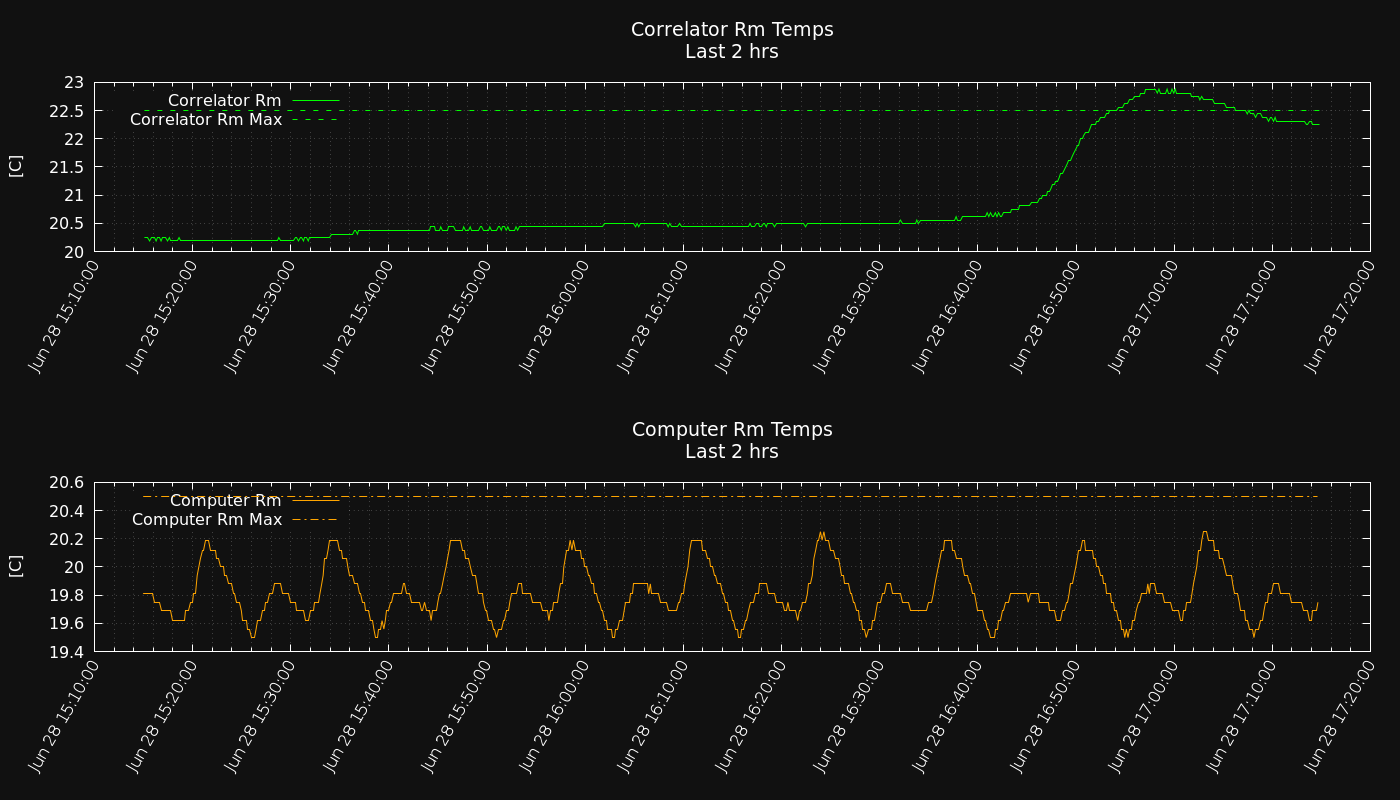 Correlator Rm Temps
Last 2 hrs
23
22.5
22
21.5
21
20.5
20
[C]
Correlator Rm
Correlator Rm Max
Jun 28 15:10:00
Jun 28 15:20:00
Jun 28 15:30:00
Jun 28 15:40:00
Jun 28 15:50:00
Jun 28 16:00:00
Jun 28 16:10:00
Jun 28 16:20:00
Jun 28 16:30:00
Jun 28 16:40:00
Jun 28 16:50:00
Jun 28 17:00:00
Jun 28 17:10:00
Jun 28 17:20:00
Computer Rm Temps
Last 2 hrs
20.6
20.4
20.2
20
19.8
19.6
19.4
[C]
Computer Rm
Computer Rm Max
Jun 28 15:10:00
Jun 28 15:20:00
Jun 28 15:30:00
Jun 28 15:40:00
Jun 28 15:50:00
Jun 28 16:00:00
Jun 28 16:10:00
Jun 28 16:20:00
Jun 28 16:30:00
Jun 28 16:40:00
Jun 28 16:50:00
Jun 28 17:00:00
Jun 28 17:10:00
Jun 28 17:20:00